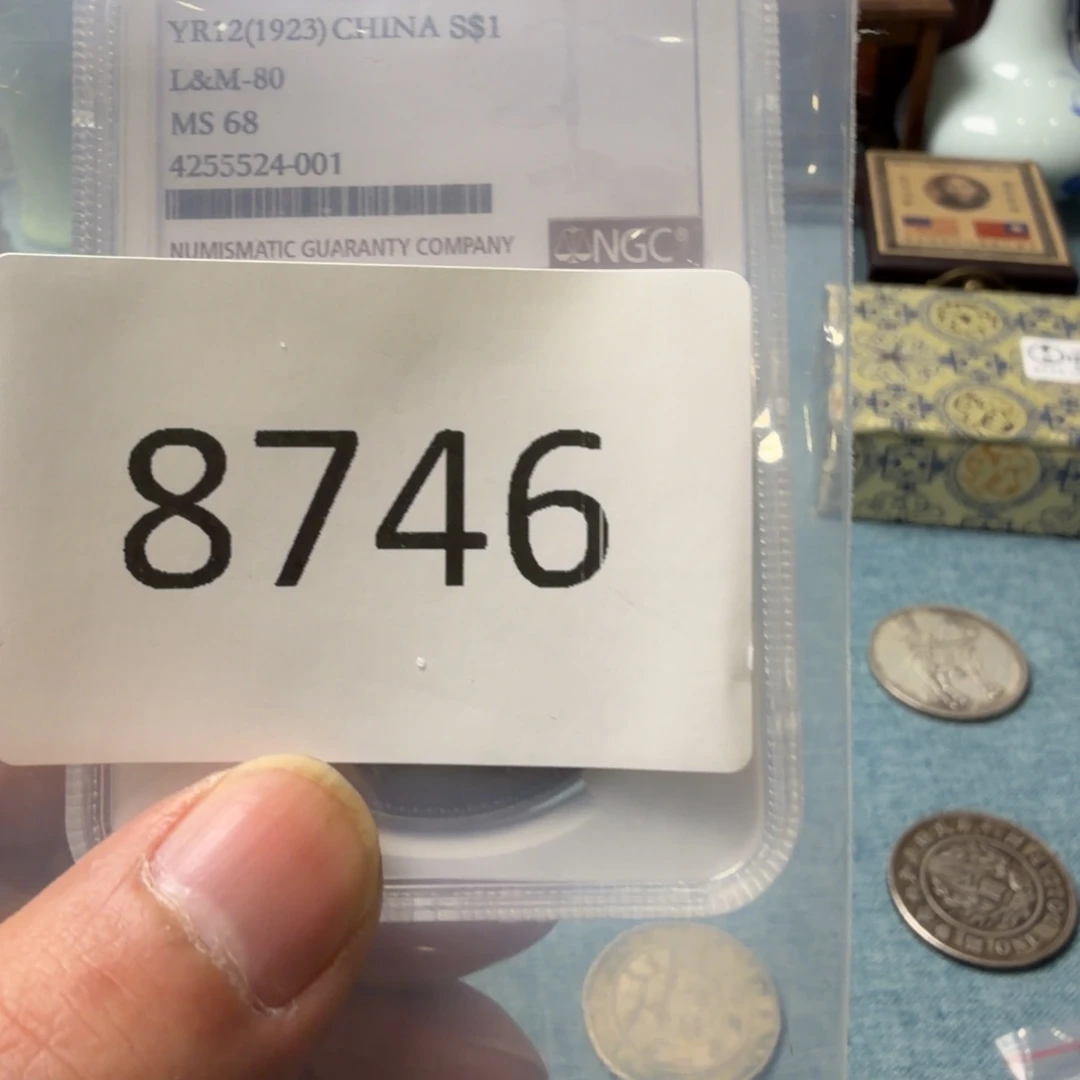 YR12(1923) CHINA S$1
L&M-80
MS 68
4255524-001
NUMISMATIC GUARANTY COMPANY
NGC®
8746